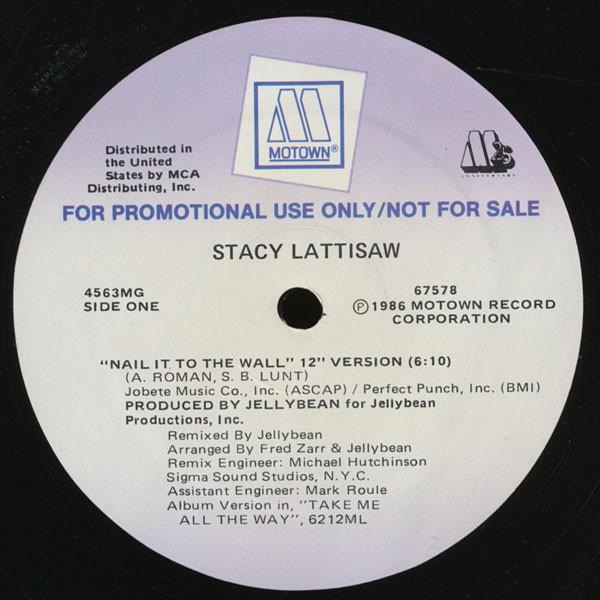 MOTOWN®
M25
ANNIVERSARY
Distributed in
the United
States by MCA
Distributing, Inc.
FOR PROMOTIONAL USE ONLY/NOT FOR SALE
STACY LATTISAW
4563MG
SIDE ONE
67578
Ⓟ1986 MOTOWN RECORD
CORPORATION
"NAIL IT TO THE WALL" 12" VERSION (6:10)
(A. ROMAN, S. B. LUNT)
Jobete Music Co., Inc. (ASCAP) / Perfect Punch, Inc. (BMI)
PRODUCED BY JELLYBEAN for Jellybean
Productions, Inc.
Remixed By Jellybean
Arranged By Fred Zarr & Jellybean
Remix Engineer: Michael Hutchinson
Sigma Sound Studios, N.Y.C.
Assistant Engineer: Mark Roule
Album Version in, "TAKE ME
ALL THE WAY", 6212ML